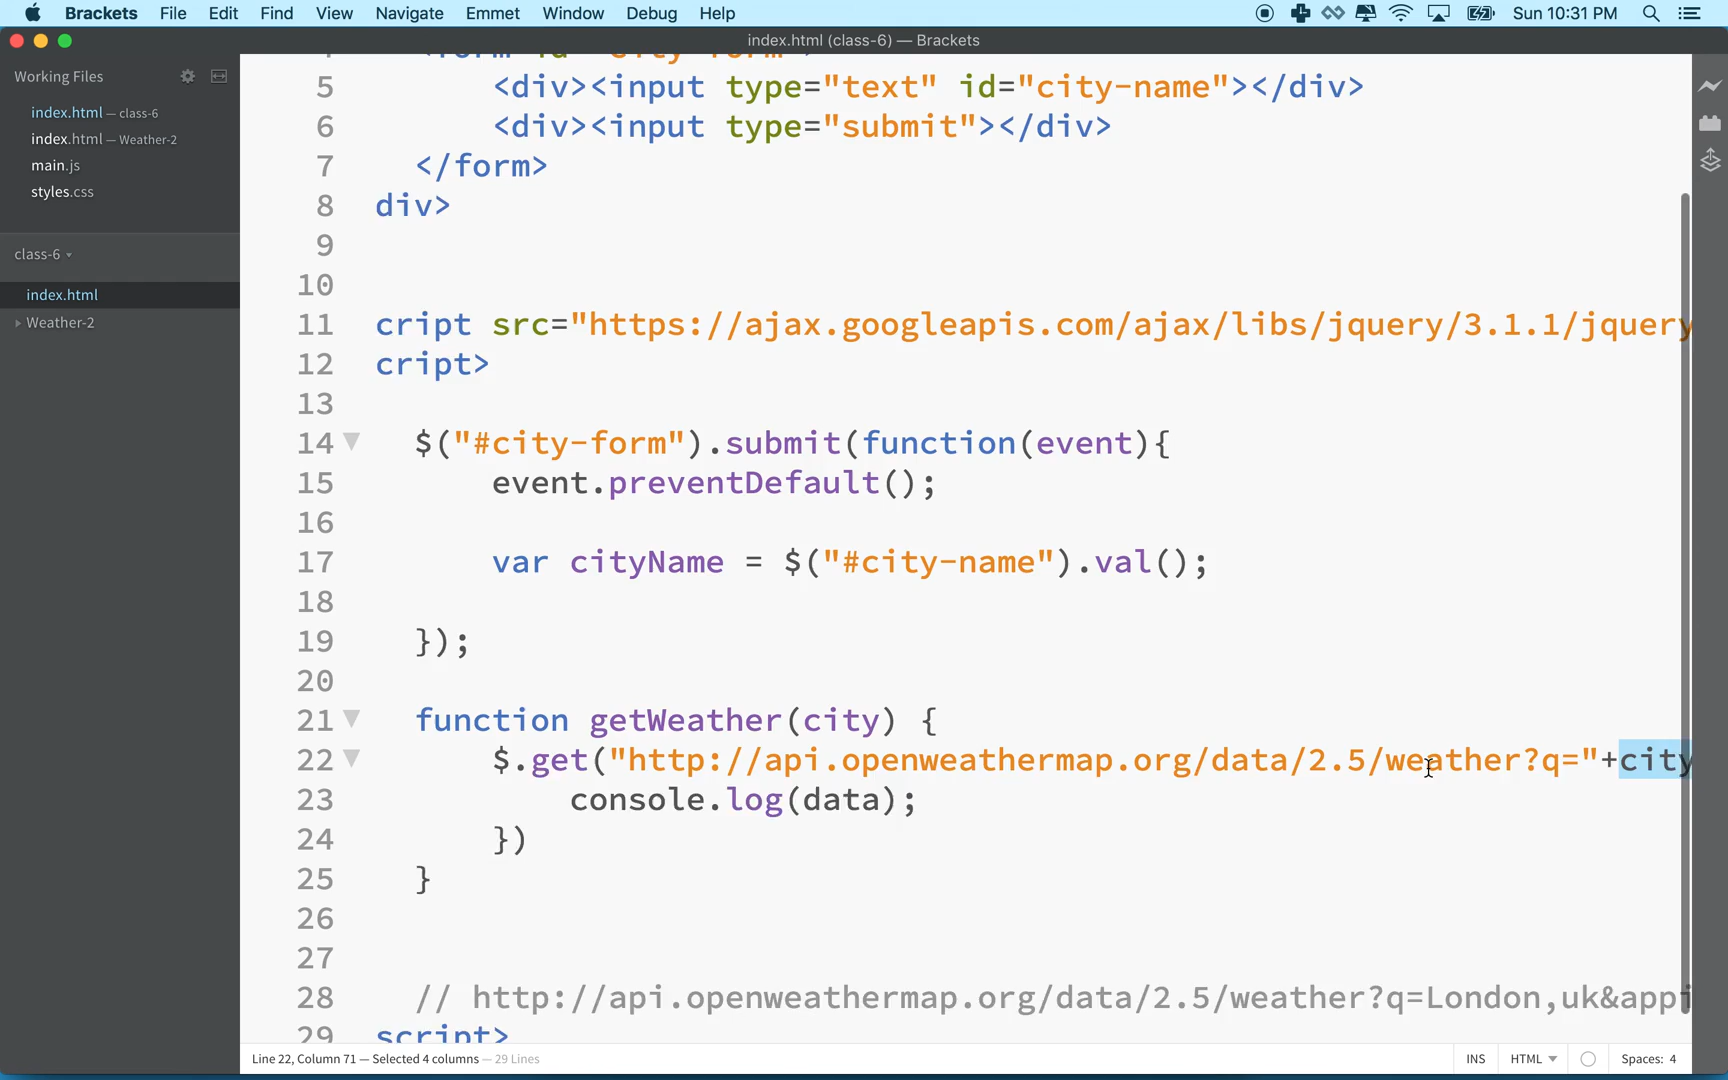 Brackets File Edit Find View Navigate Emmet Window Debug Help Sun 10:31 PM
index.html (class-6) — Brackets
Working Files
index.html — class-6
index.html — Weather-2
main.js
styles.css
class-6
index.html
Weather-2
5 <div><input type="text" id="city-name"></div>
6 <div><input type="submit"></div>
7 </form>
8 div>
9
10
11 cript src="https://ajax.googleapis.com/ajax/libs/jquery/3.1.1/jquery
12 cript>
13
14 $("#city-form").submit(function(event){
15 event.preventDefault();
16
17 var cityName = $("#city-name").val();
18
19 });
20
21 function getWeather(city) {
22 $.get("http://api.openweathermap.org/data/2.5/weather?q="+city
23 console.log(data);
24 })
25 }
26
27
28 // http://api.openweathermap.org/data/2.5/weather?q=London,uk&appi
29 script>
Line 22, Column 71 — Selected 4 columns — 29 Lines INS HTML Spaces: 4